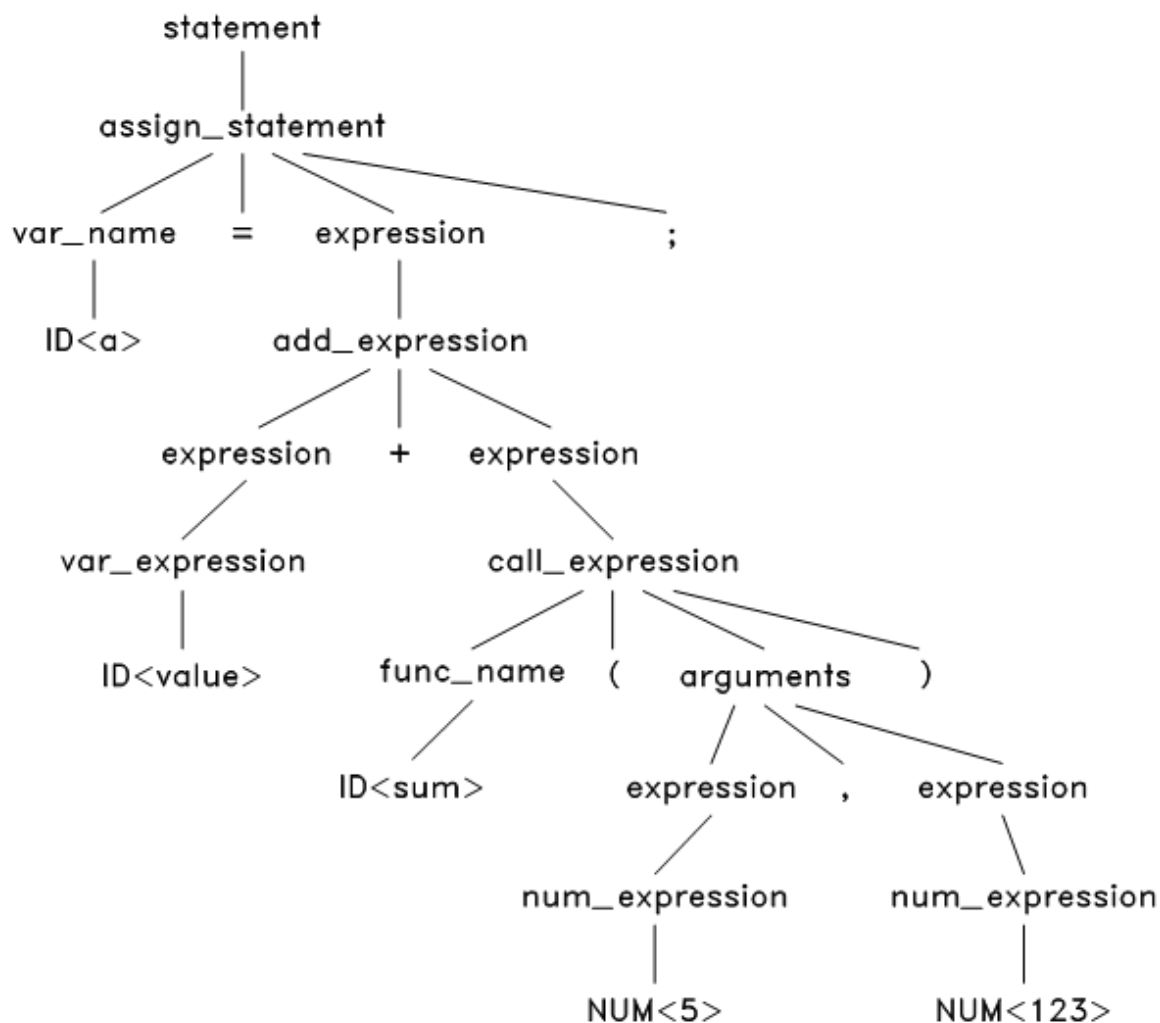 statement
assign_statement
var_name = expression ;
ID<a> add_expression
expression + expression
var_expression call_expression
ID<value> func_name ( arguments )
ID<sum> expression , expression
num_expression num_expression
NUM<5> NUM<123>